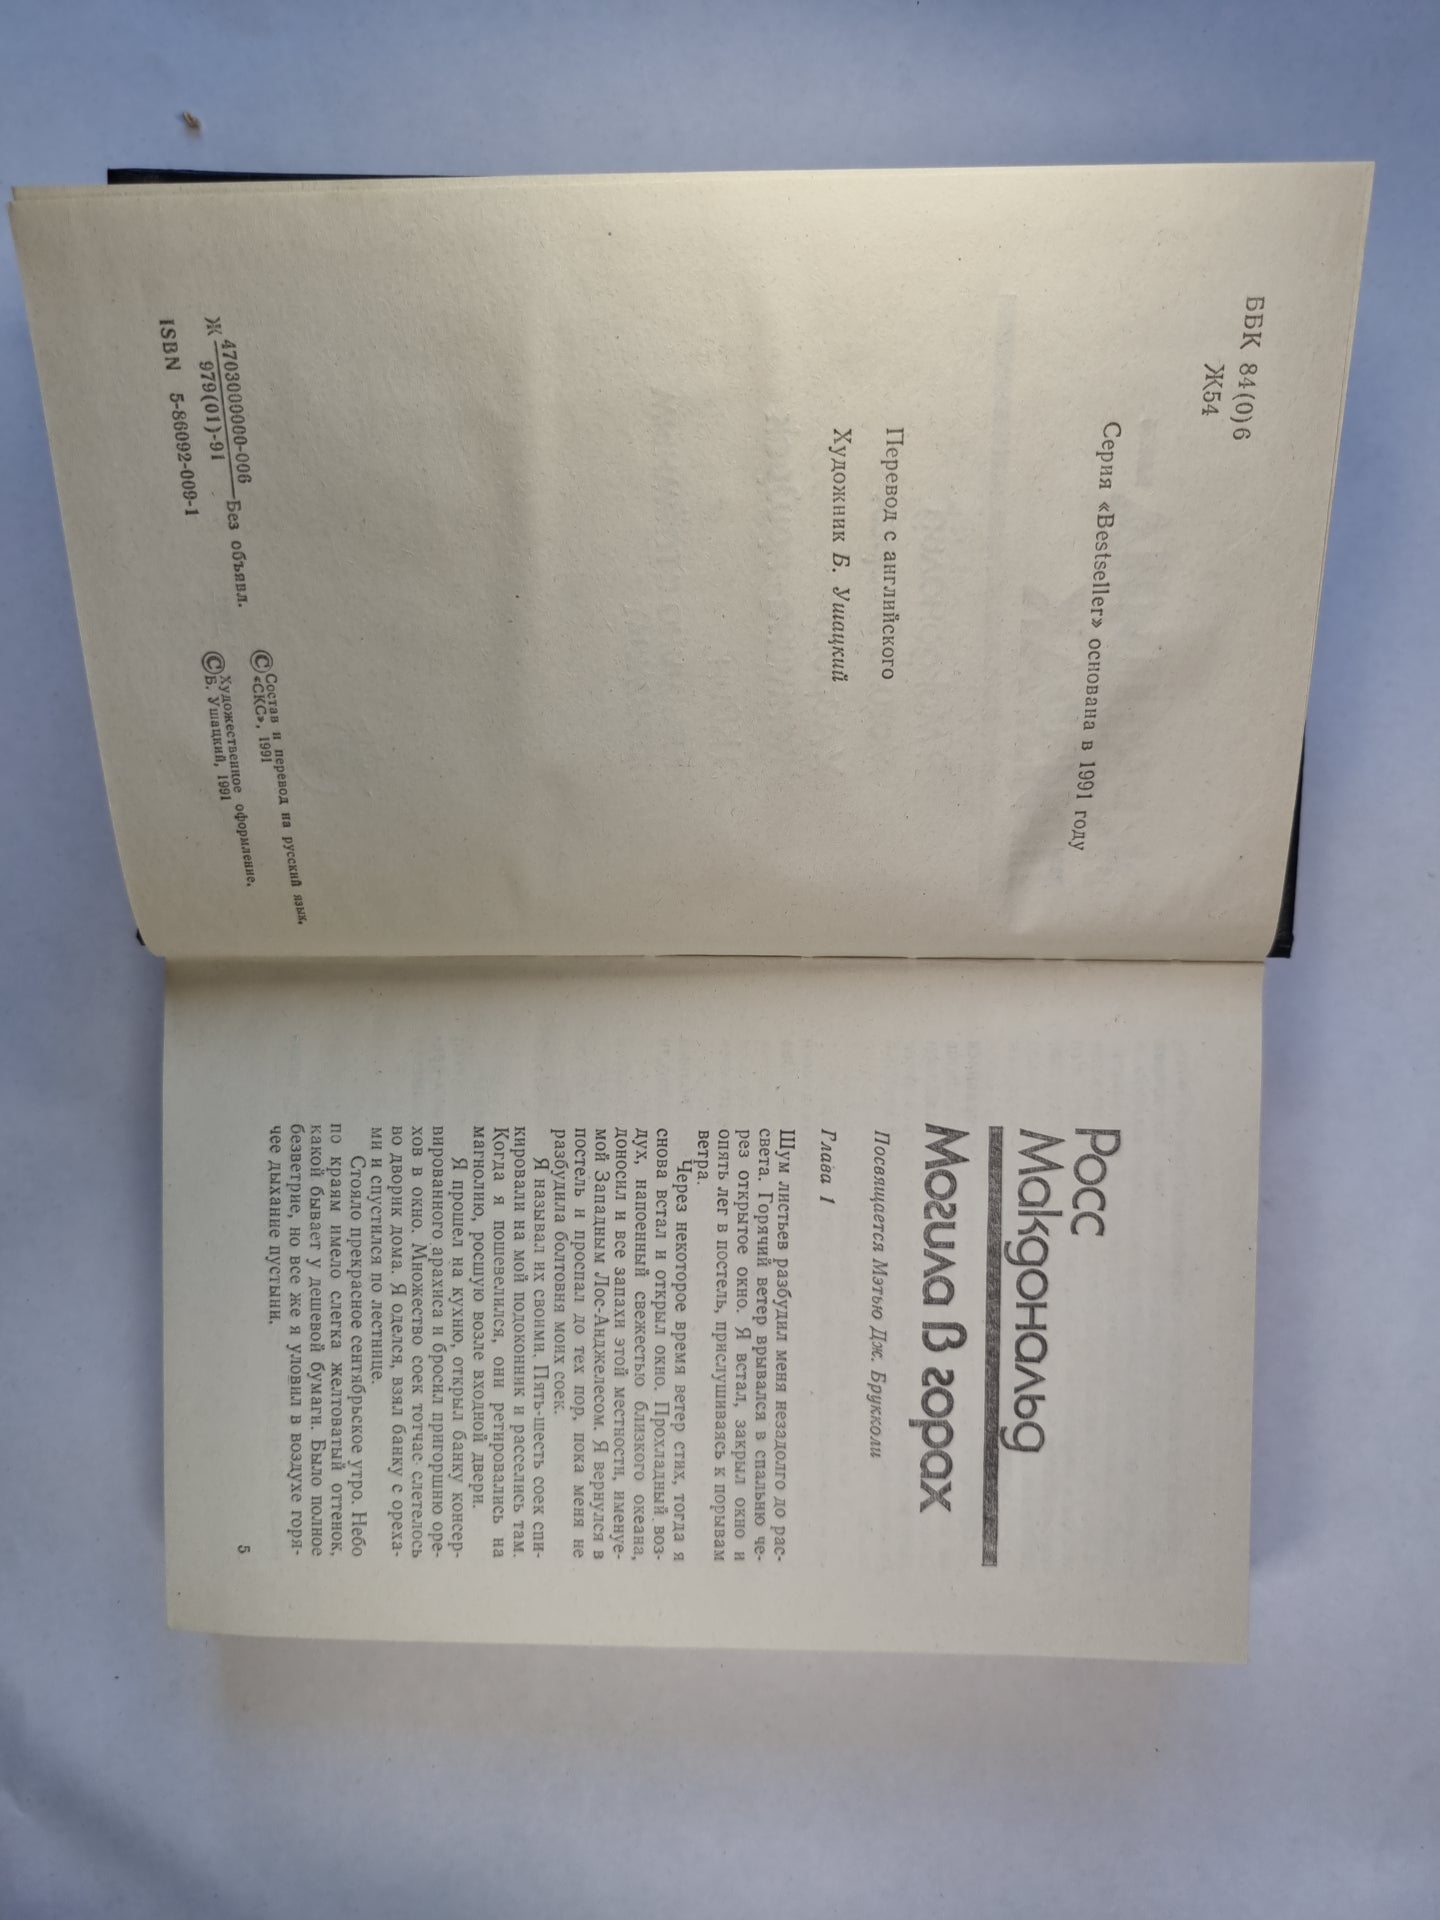 ББК 84(0)6
Ж54
Серия «Bestseller» основана в 1991 году
Перевод с английского
Художник Б. Ушацкий
Ж 4703000000-006 Без объявл.
979(01)-91
ISBN 5-86092-009-1
© Состав и перевод на русский язык,
«СКС», 1991
© Художественное оформление,
Б. Ушацкий, 1991
Росс
Макдональд
Могила в горах
Посвящается Мэтью Дж. Брукколи
Глава 1
Шум листьев разбудил меня незадолго до рас-
света. Горячий ветер врывался в спальню че-
рез открытое окно. Я встал, закрыл окно и
опять лег в постель, прислушиваясь к порывам
ветра.
Через некоторое время ветер стих, тогда я
снова встал и открыл окно. Прохладный воз-
дух, напоенный свежестью близкого океана,
доносил и все запахи этой местности, именуе-
мой Западным Лос-Анджелесом. Я вернулся в
постель и проспал до тех пор, пока меня не
разбудила болтовня моих соек.
Я называл их своими. Пять-шесть соек спи-
кировали на мой подоконник и расселись там.
Когда я пошевелился, они ретировались на
магнолию, росшую возле входной двери.
Я прошел на кухню, открыл банку консер-
вированного арахиса и бросил пригоршню оре-
хов в окно. Множество соек тотчас слетелось
во дворик дома. Я оделся, взял банку с ореха-
ми и спустился по лестнице.
Стояло прекрасное сентябрьское утро. Небо
по краям имело слегка желтоватый оттенок,
какой бывает у дешевой бумаги. Было полное
безветрие, но все же я уловил в воздухе горя-
чее дыхание пустыни.
5